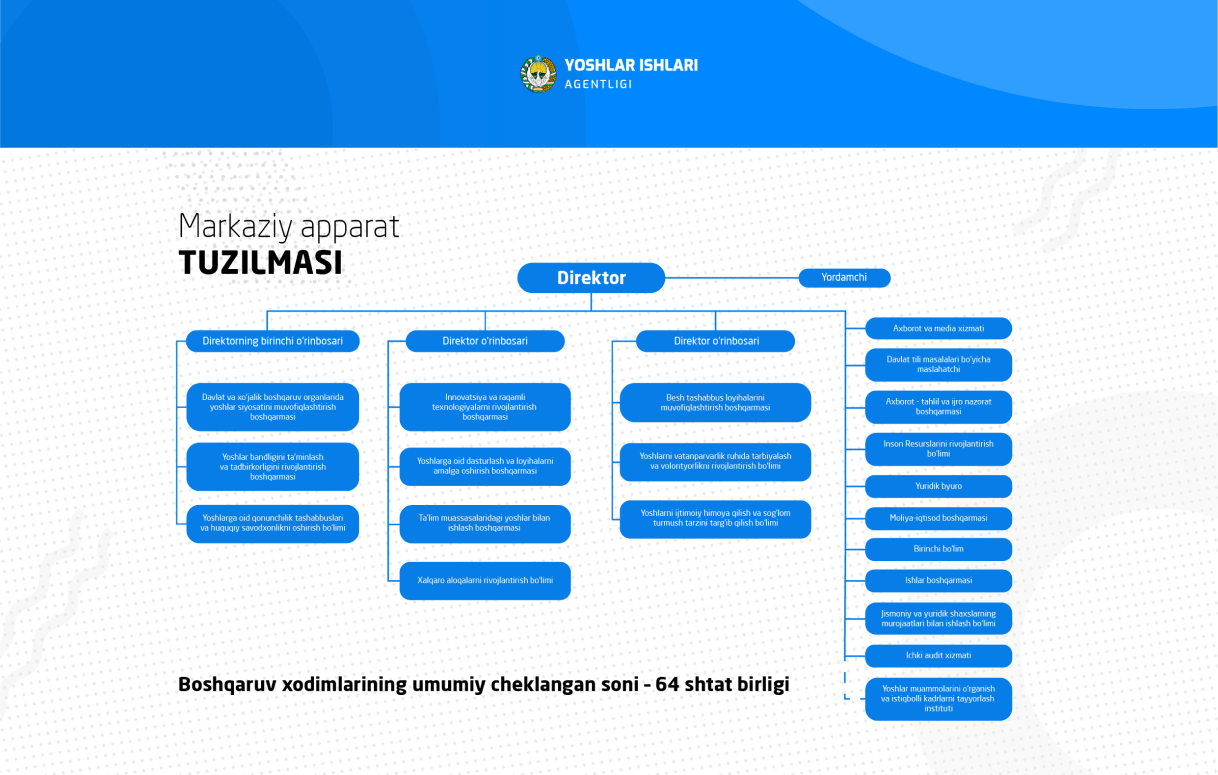 YOSHLAR ISHLARI
AGENTLIGI
Markaziy apparat
TUZILMASI
Direktor
Yordamchi
Direktorning birinchi o'rinbosari
Davlat va xo'jalik boshqaruv organlarida
yoshlar siyosatini muvofiqlashtirish
boshqarmasi
Yoshlar bandligini ta'minlash
va tadbirkorligini rivojlantirish
boshqarmasi
Yoshlarga oid qonunchilik tashabbuslari
va huquqiy savodxonlikni oshirish bo'limi
Direktor o'rinbosari
Innovatsiya va raqamli
texnologiyalarni rivojlantirish
boshqarmasi
Yoshlarga oid dasturlash va loyihalarni
amalga oshirish boshqarmasi
Ta'lim muassasalaridagi yoshlar bilan
ishlash boshqarmasi
Xalqaro aloqalarni rivojlantirish bo'limi
Direktor o'rinbosari
Besh tashabbus loyihalarini
muvofiqlashtirish boshqarmasi
Yoshlarni vatanparvarlik ruhida tarbiyalash
va volontyorlikni rivojlantirish bo'limi
Yoshlarni ijtimoiy himoya qilish va sog'lom
turmush tarzini targ'ib qilish bo'limi
Axborot va media xizmati
Davlat tili masalalari bo'yicha
maslahatchi
Axborot - tahlil va ijro nazorat
boshqarmasi
Inson Resurslarini rivojlantirish
bo'limi
Yuridik byuro
Moliya-iqtisod boshqarmasi
Birinchi bo'lim
Ishlar boshqarmasi
Jismoniy va yuridik shaxslarning
murojaatlari bilan ishlash bo'limi
Ichki audit xizmati
Yoshlar muammolarini o'rganish
va istiqbolli kadrlarni tayyorlash
instituti
Boshqaruv xodimlarining umumiy cheklangan soni – 64 shtat birligi